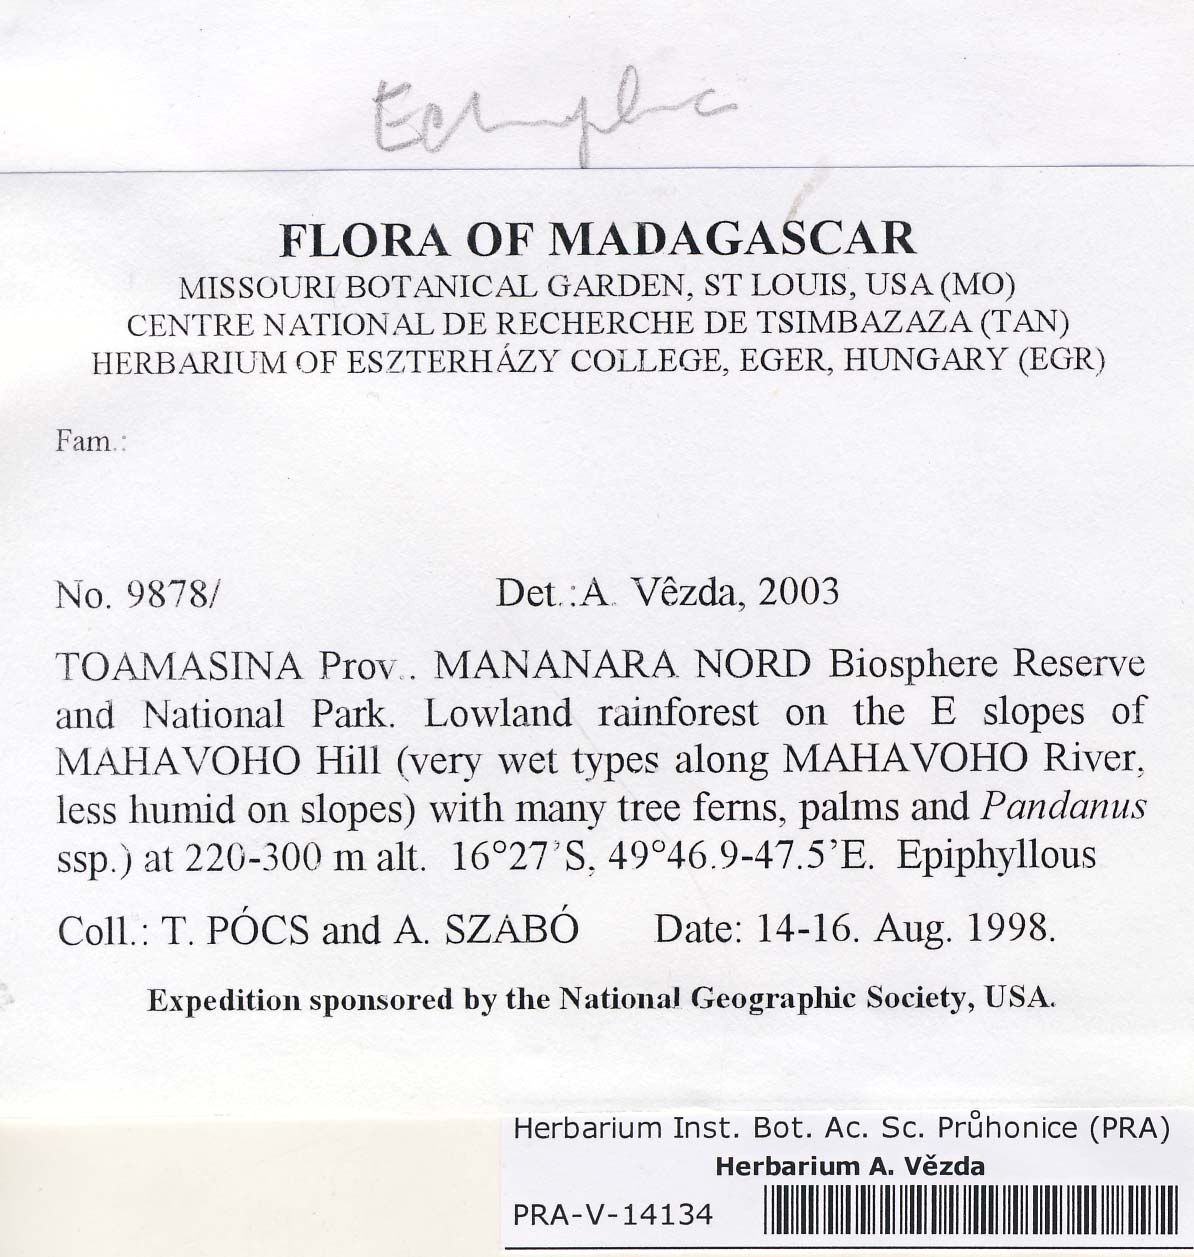 FLORA OF MADAGASCAR
MISSOURI BOTANICAL GARDEN, ST LOUIS, USA (MO)
CENTRE NATIONAL DE RECHERCHE DE TSIMBAZAZA (TAN)
HERBARIUM OF ESZTERHÁZY COLLEGE, EGER, HUNGARY (EGR)
Fam.:
No. 9878/ Det.:A. Vêzda, 2003
TOAMASINA Prov.. MANANARA NORD Biosphere Reserve
and National Park. Lowland rainforest on the E slopes of
MAHAVOHO Hill (very wet types along MAHAVOHO River,
less humid on slopes) with many tree ferns, palms and Pandanus
ssp.) at 220-300 m alt. 16°27'S, 49°46.9-47.5'E. Epiphyllous
Coll.: T. PÓCS and A. SZABÓ Date: 14-16. Aug. 1998.
Expedition sponsored by the National Geographic Society, USA.
Herbarium Inst. Bot. Ac. Sc. Průhonice (PRA)
Herbarium A. Vězda
PRA-V-14134